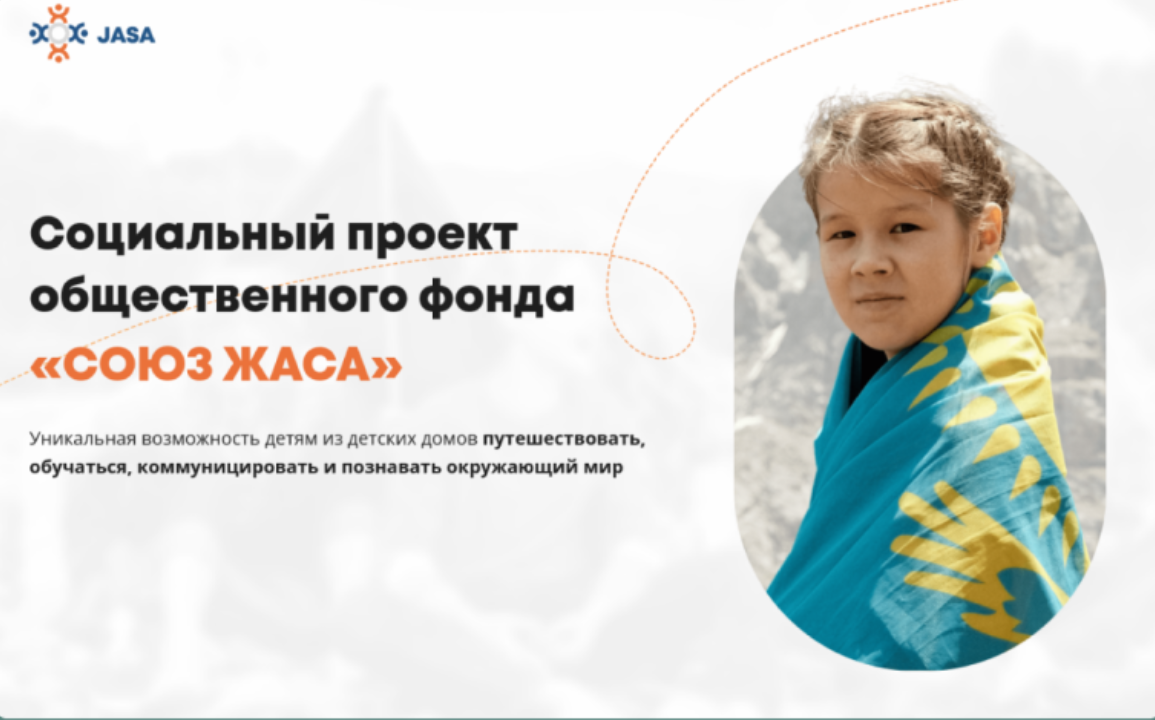 JASA
Социальный проект
общественного фонда
«СОЮЗ ЖАСА»
Уникальная возможность детям из детских домов путешествовать,
обучаться, коммуницировать и познавать окружающий мир